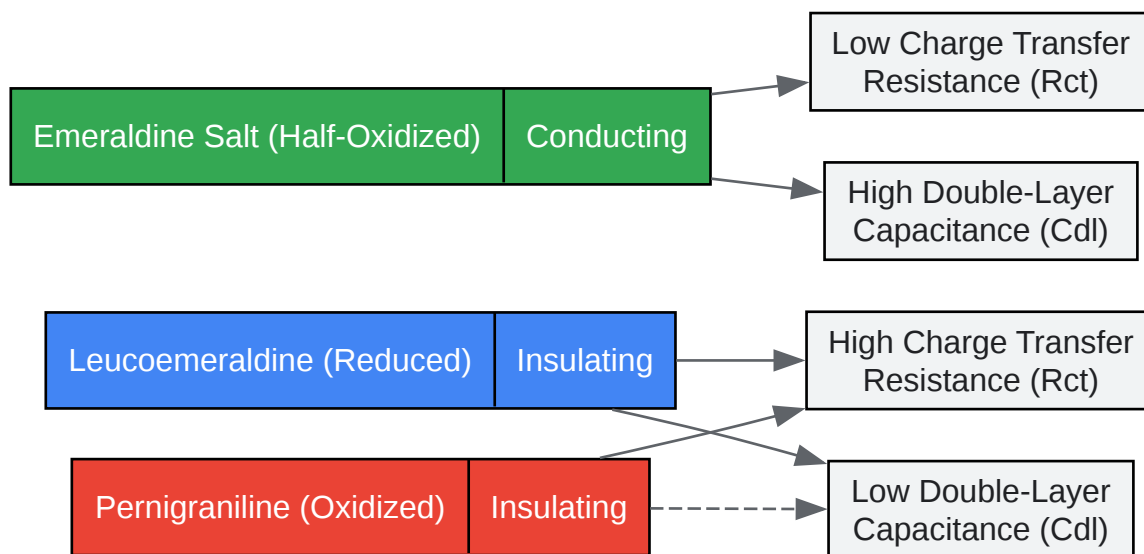 Low Charge Transfer
Resistance (Rct)
Emeraldine Salt (Half-Oxidized) Conducting
High Double-Layer
Capacitance (Cdl)
Leucoemeraldine (Reduced) Insulating
High Charge Transfer
Resistance (Rct)
Pernigraniline (Oxidized) Insulating
Low Double-Layer
Capacitance (Cdl)